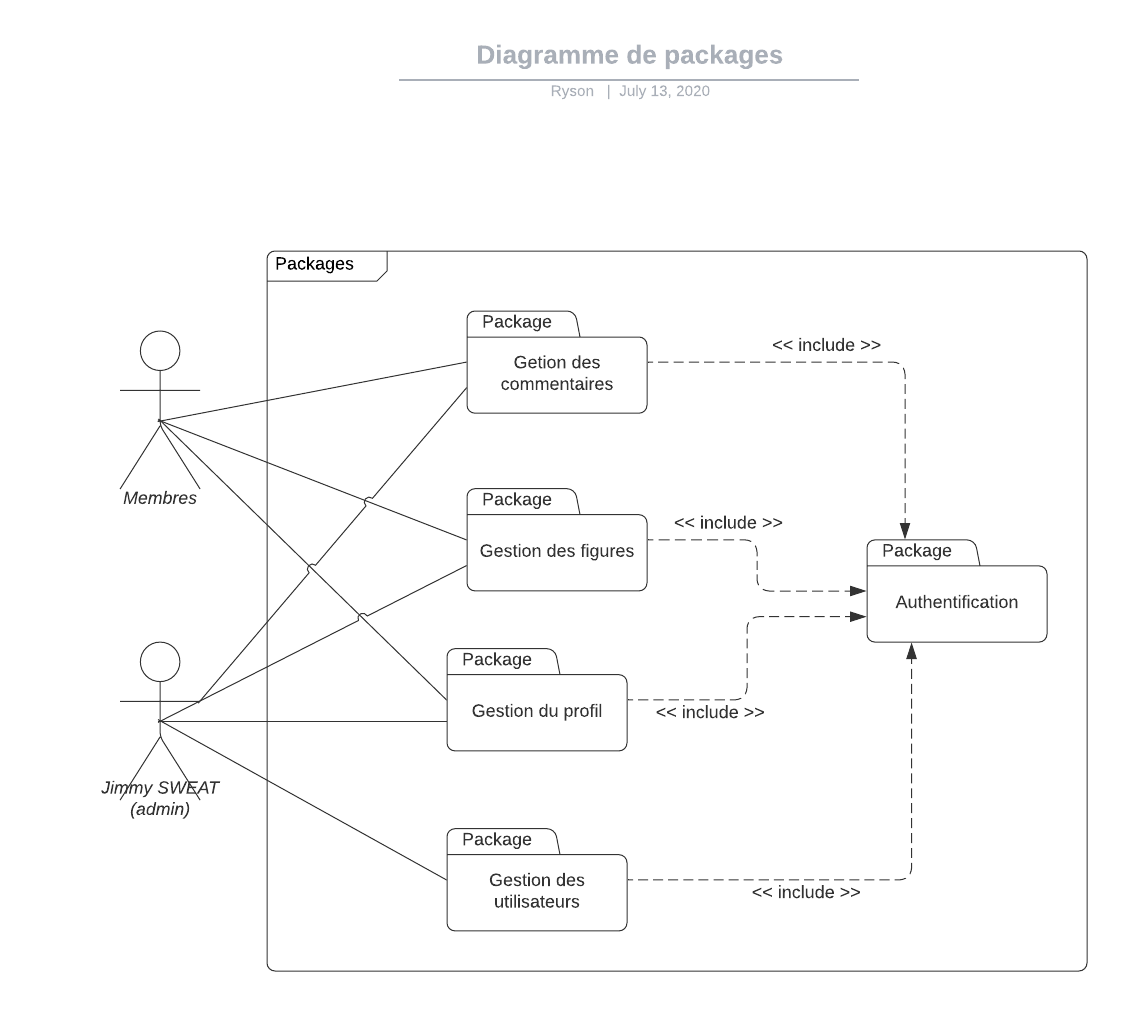 Diagramme de packages
Ryson | July 13, 2020
Packages
Package
Getion des
commentaires
<< include >>
Membres
Package
Gestion des figures
<< include >>
Package
Authentification
Package
Gestion du profil
<< include >>
Jimmy SWEAT
(admin)
Package
Gestion des
utilisateurs
<< include >>